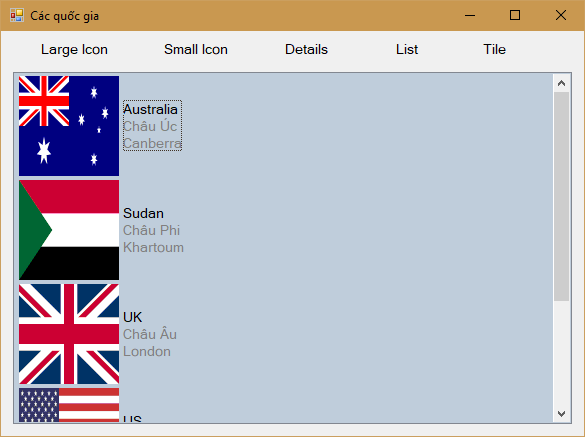 Các quốc gia
Large Icon Small Icon Details List Tile
Australia
Châu Úc
Canberra
Sudan
Châu Phi
Khartoum
UK
Châu Âu
London
US